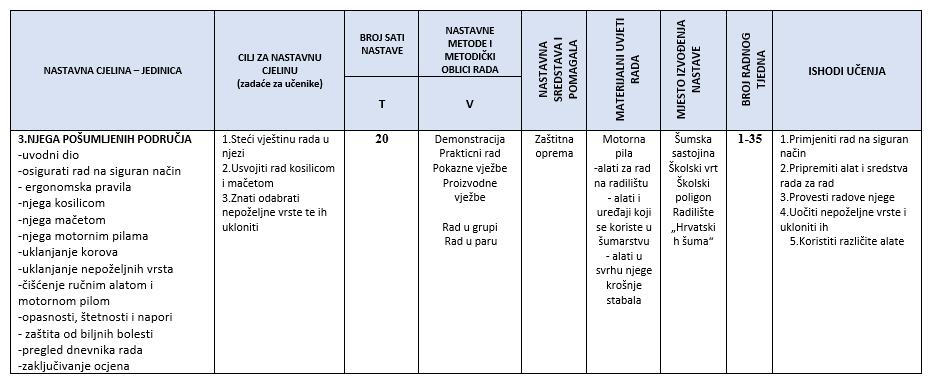 NASTAVNA CJELINA – JEDINICA
CILJ ZA NASTAVNU
CJELINU
(zadaće za učenike)
BROJ SATI
NASTAVE
T
NASTAVNE
METODE I
METODIČKI
OBLICI RADA
V
NASTAVNA
SREDSTAVA I
POMAGALA
MATERIJALNI UVJETI
RADA
MJESTO IZVOĐENJA
NASTAVE
BROJ RADNOG
TJEDNA
ISHODI UČENJA
3.NJEGA POŠUMLJENIH PODRUČJA
-uvodni dio
-osigurati rad na siguran način
- ergonomska pravila
-njega kosilicom
-njega mačetom
-njega motornim pilama
-uklanjanje korova
-uklanjanje nepoželjnih vrsta
-čišćenje ručnim alatom i
motornom pilom
-opasnosti, štetnosti i napori
- zaštita od biljnih bolesti
-pregled dnevnika rada
-zaključivanje ocjena
1.Steći vještinu rada u
njezi
2.Usvojiti rad kosilicom
i mačetom
3.Znati odabrati
nepoželjne vrste te ih
ukloniti
20
Demonstracija
Prakticni rad
Pokazne vježbe
Proizvodne
vježbe
Rad u grupi
Rad u paru
Zaštitna
oprema
Motorna
pila
-alati za rad
na radilištu
- alati i
uređaji koji
se koriste u
šumarstvu
- alati u
svrhu njege
krošnje
stabala
Šumska
sastojina
Školski vrt
Školski
poligon
Radilište
„Hrvatski
h šuma“
1-35
1.Primjeniti rad na siguran
način
2.Pripremiti alat i sredstva
rada za rad
3.Provesti radove njege
4.Uočiti nepoželjne vrste i
ukloniti ih
5.Koristiti različite alate